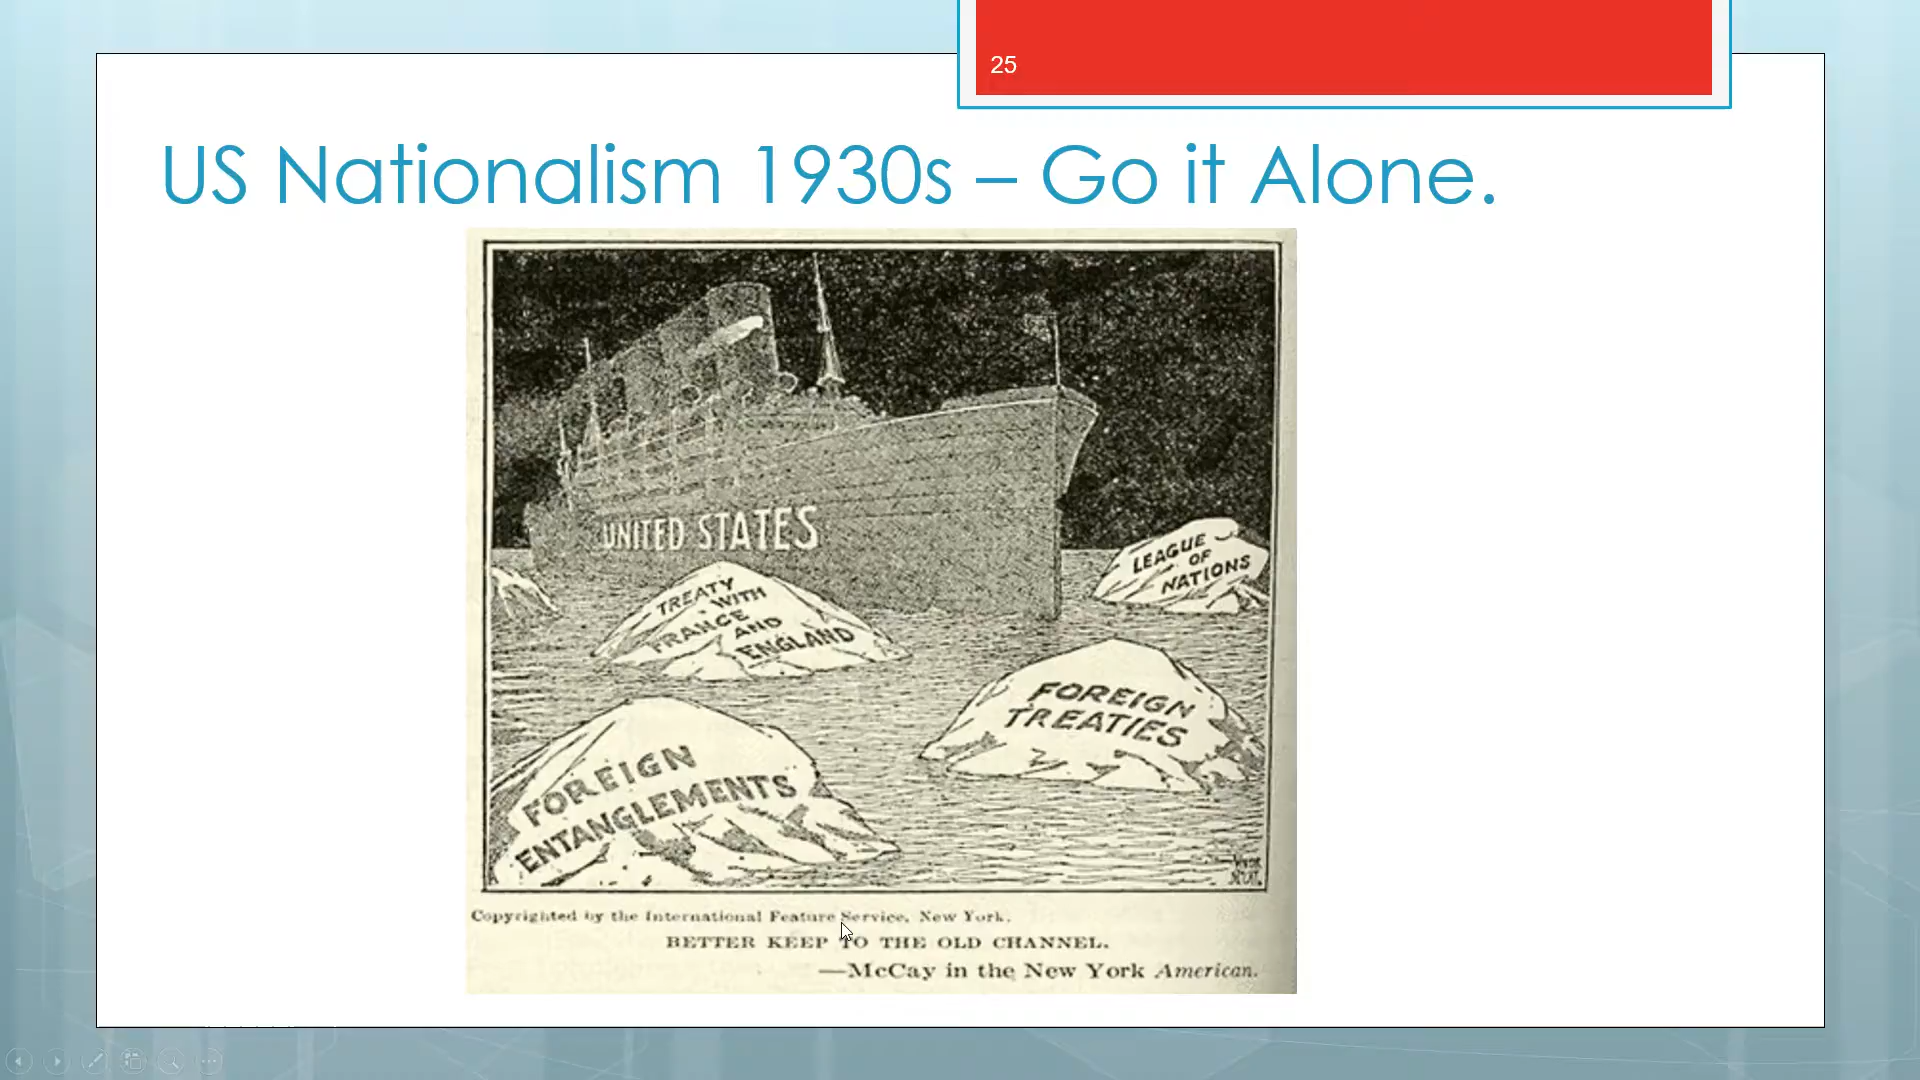 25
US Nationalism 1930s – Go it Alone.
UNITED STATES
LEAGUE
OF
NATIONS
TREATY
WITH
FRANCE
AND
ENGLAND
FOREIGN
TREATIES
FOREIGN
ENTANGLEMENTS
Copyrighted by the International Feature Service, New York.
BETTER KEEP TO THE OLD CHANNEL.
—McCay in the New York American.